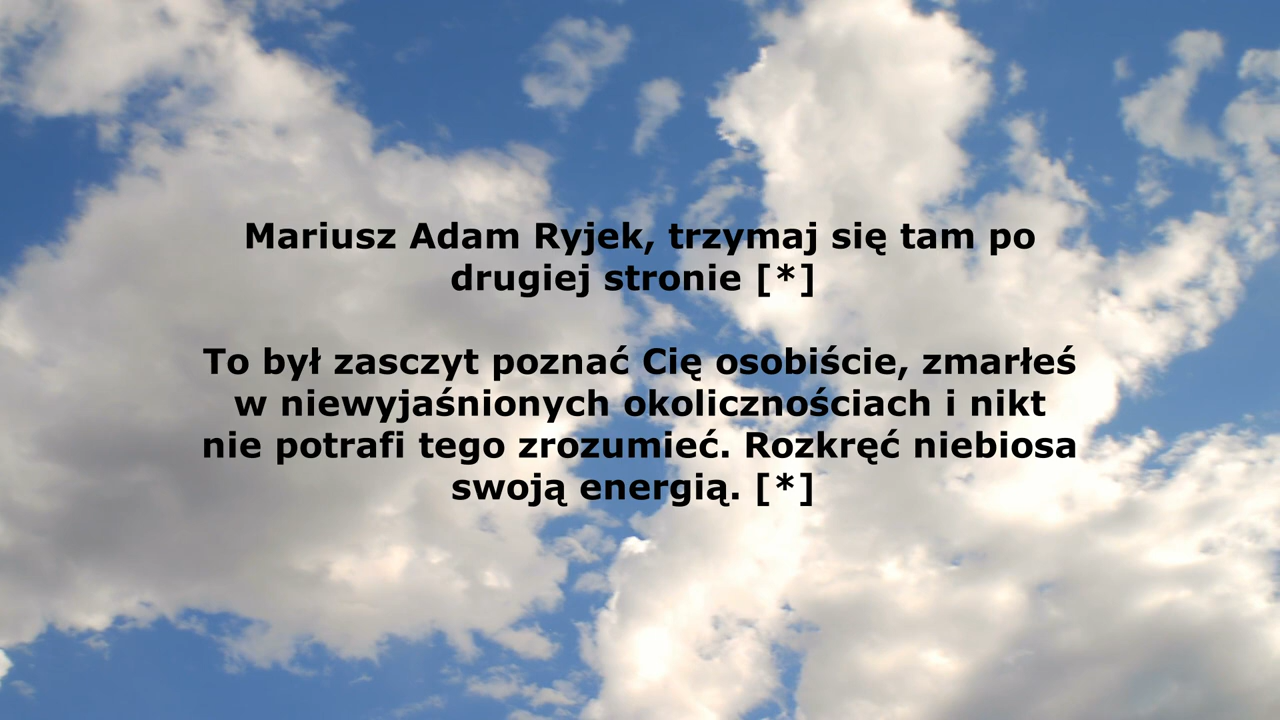 Mariusz Adam Ryjek, trzymaj się tam po
drugiej stronie [*]
To był zasczyt poznać Cię osobiście, zmarłeś
w niewyjaśnionych okolicznościach i nikt
nie potrafi tego zrozumieć. Rozkręć niebiosa
swoją energią. [*]